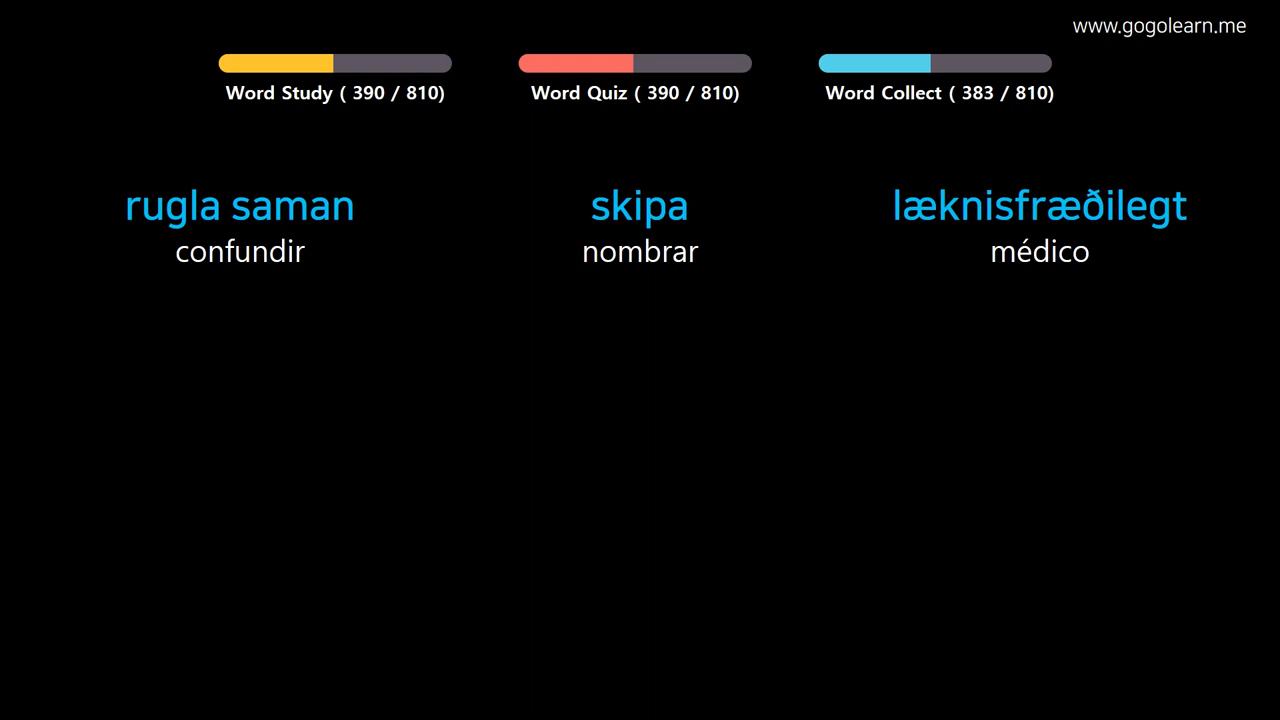 www.gogolearn.me
Word Study ( 390 / 810)
Word Quiz ( 390 / 810)
Word Collect ( 383 / 810)
rugla saman
confundir
skipa
nombrar
læknisfræðilegt
médico